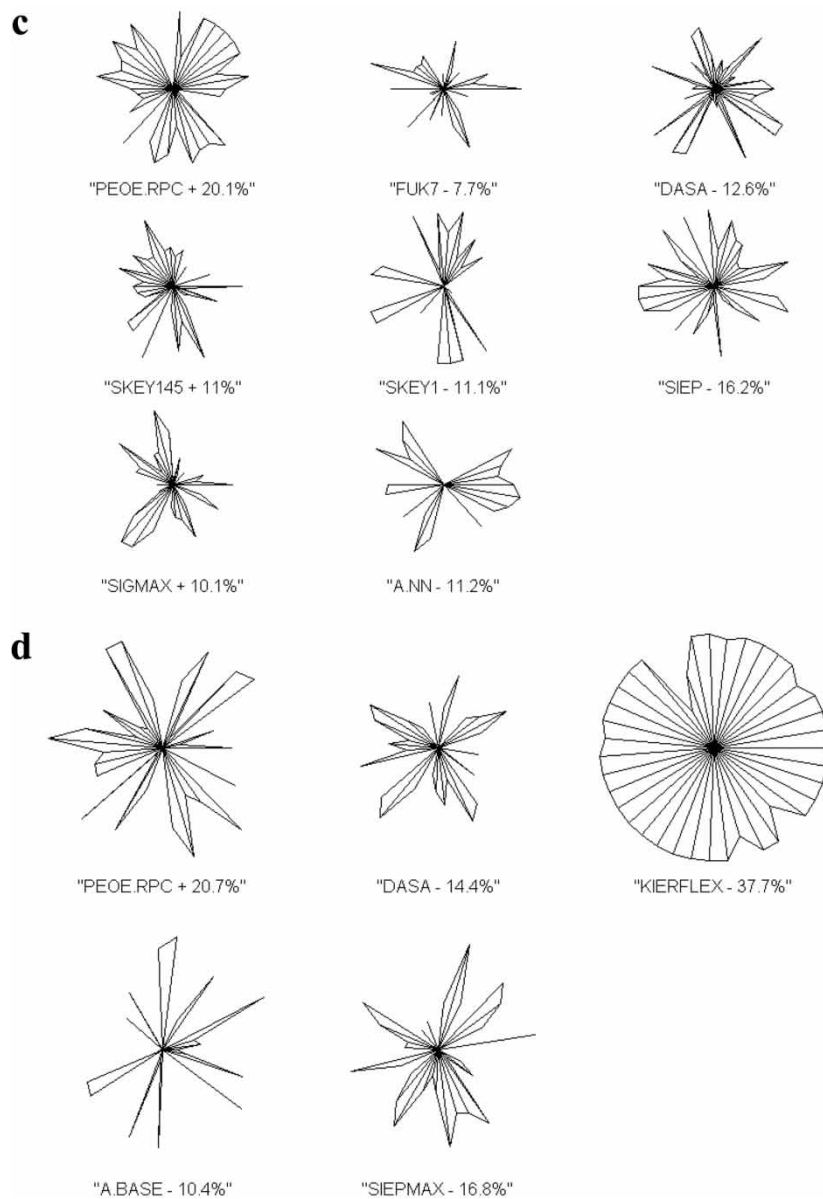 c
"PEOE.RPC + 20.1%" "FUK7 - 7.7%" "DASA - 12.6%"
"SKEY145 + 11%" "SKEY1 - 11.1%" "SIEP - 16.2%"
"SIGMAX + 10.1%" "A.NN - 11.2%"
d
"PEOE.RPC + 20.7%" "DASA - 14.4%" "KIERFLEX - 37.7%"
"A.BASE - 10.4%" "SIEPMAX - 16.8%"